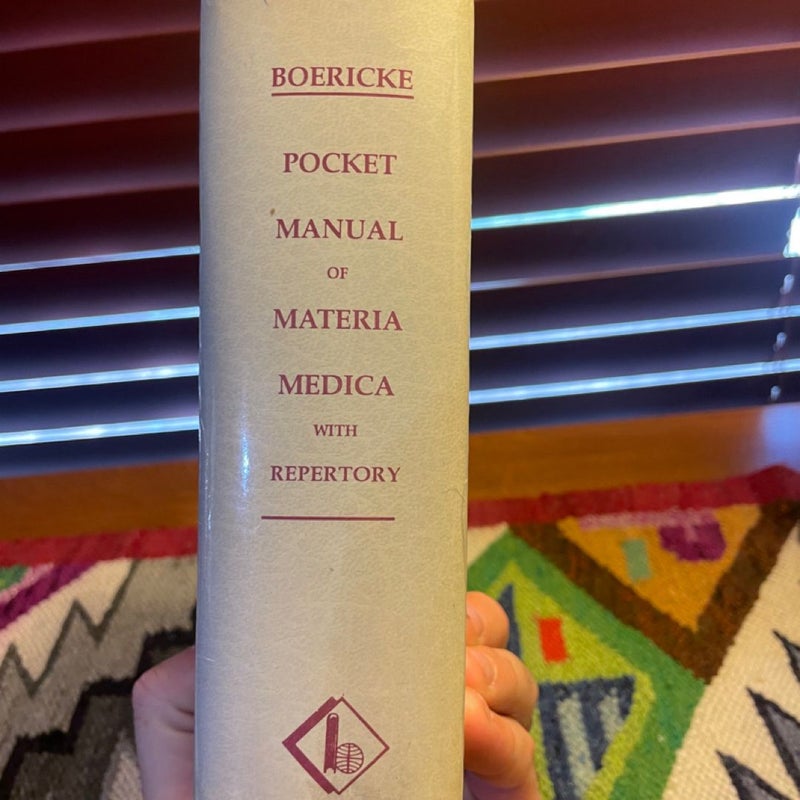 BOERICKE
POCKET
MANUAL
OF
MATERIA
MEDICA
WITH
REPERTORY